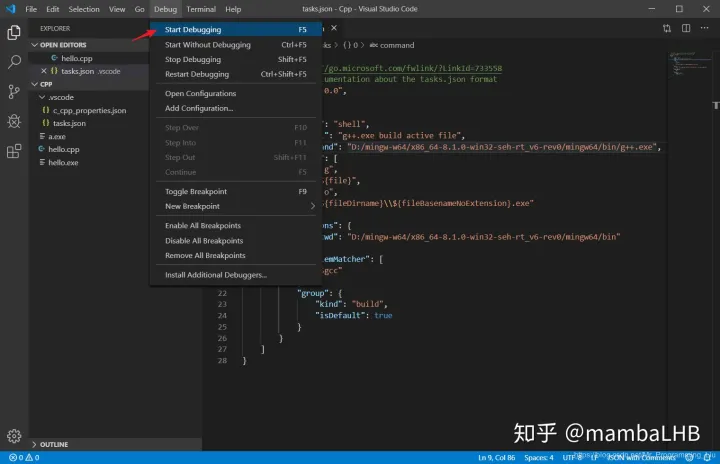 File Edit Selection View Go Debug Terminal Help
tasks.json - Cpp - Visual Studio Code
EXPLORER
OPEN EDITORS
hello.cpp
tasks.json .vscode
CPP
.vscode
c_cpp_properties.json
tasks.json
a.exe
hello.cpp
hello.exe
OUTLINE
Start Debugging F5
Start Without Debugging Ctrl+F5
Stop Debugging Shift+F5
Restart Debugging Ctrl+Shift+F5
Open Configurations
Add Configuration...
Step Over F10
Step Into F11
Step Out Shift+F11
Continue F5
Toggle Breakpoint F9
New Breakpoint
Enable All Breakpoints
Disable All Breakpoints
Remove All Breakpoints
Install Additional Debuggers...
ks > {} 0 > abc command
/go.microsoft.com/fwlink/?LinkId=733558
umentation about the tasks.json format
0.0",
": "shell",
": "g++.exe build active file",
and": "D:/mingw-w64/x86_64-8.1.0-win32-seh-rt_v6-rev0/mingw64/bin/g++.exe",
: [
g",
{file}",
o",
{fileDirname}\\${fileBasenameNoExtension}.exe"
ons": {
wd": "D:/mingw-w64/x86_64-8.1.0-win32-seh-rt_v6-rev0/mingw64/bin"
lemMatcher": [
gcc"
22 "group": {
23 "kind": "build",
24 "isDefault": true
25 }
26 }
27 ]
28 }
知乎 @mambaLHB
0 0
Ln 9, Col 86 Spaces: 4 UTF-8 LF JSON with Comments